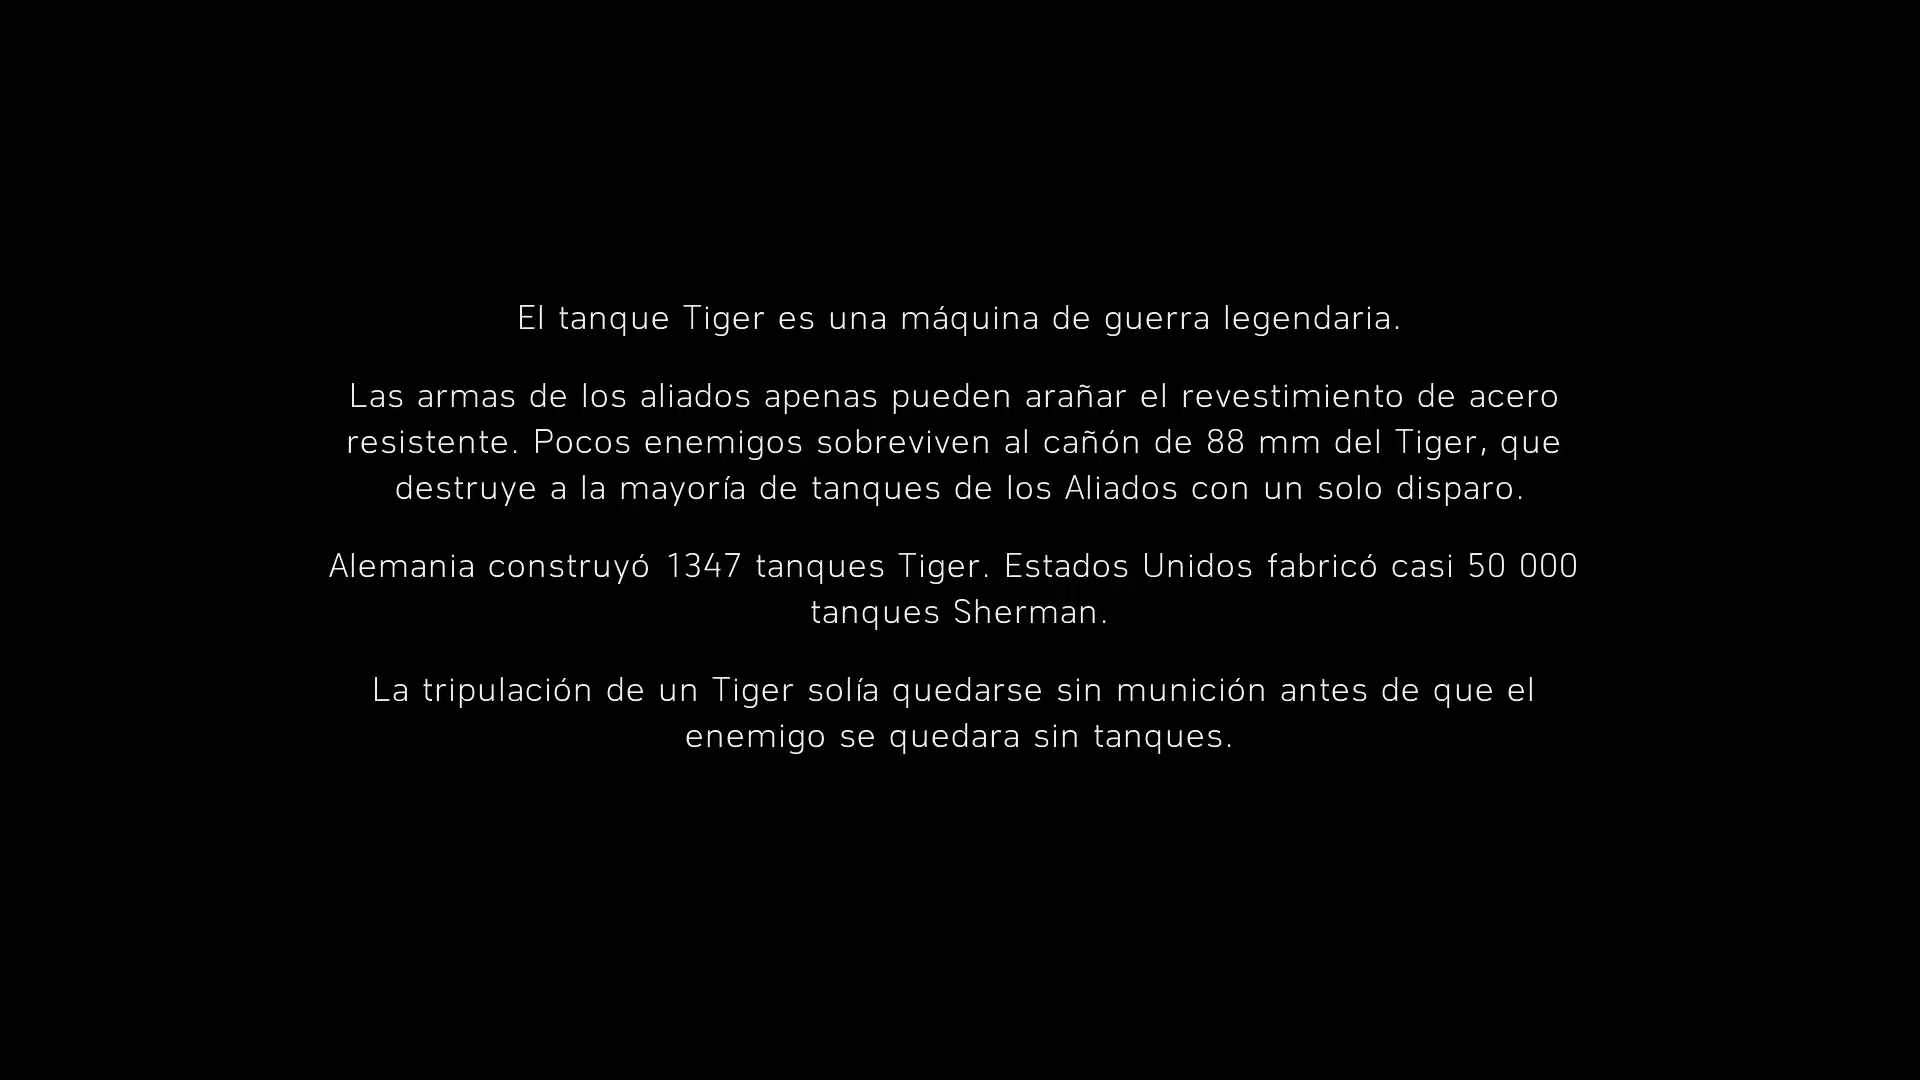 El tanque Tiger es una máquina de guerra legendaria.
Las armas de los aliados apenas pueden arañar el revestimiento de acero
resistente. Pocos enemigos sobreviven al cañón de 88 mm del Tiger, que
destruye a la mayoría de tanques de los Aliados con un solo disparo.
Alemania construyó 1347 tanques Tiger. Estados Unidos fabricó casi 50 000
tanques Sherman.
La tripulación de un Tiger solía quedarse sin munición antes de que el
enemigo se quedara sin tanques.